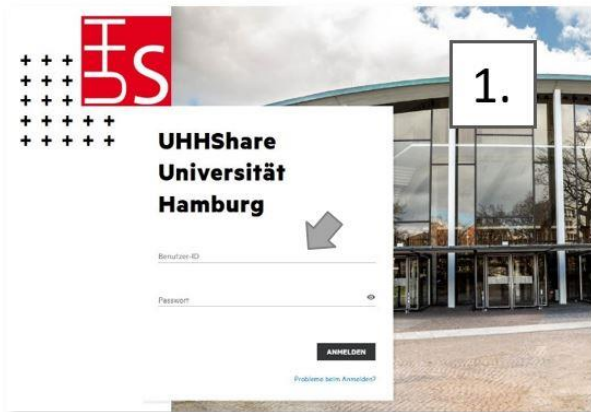 S
1.
UHHShare
Universität
Hamburg
Benutzer-ID
Passwort
ANMELDEN
Probleme beim Anmelden?